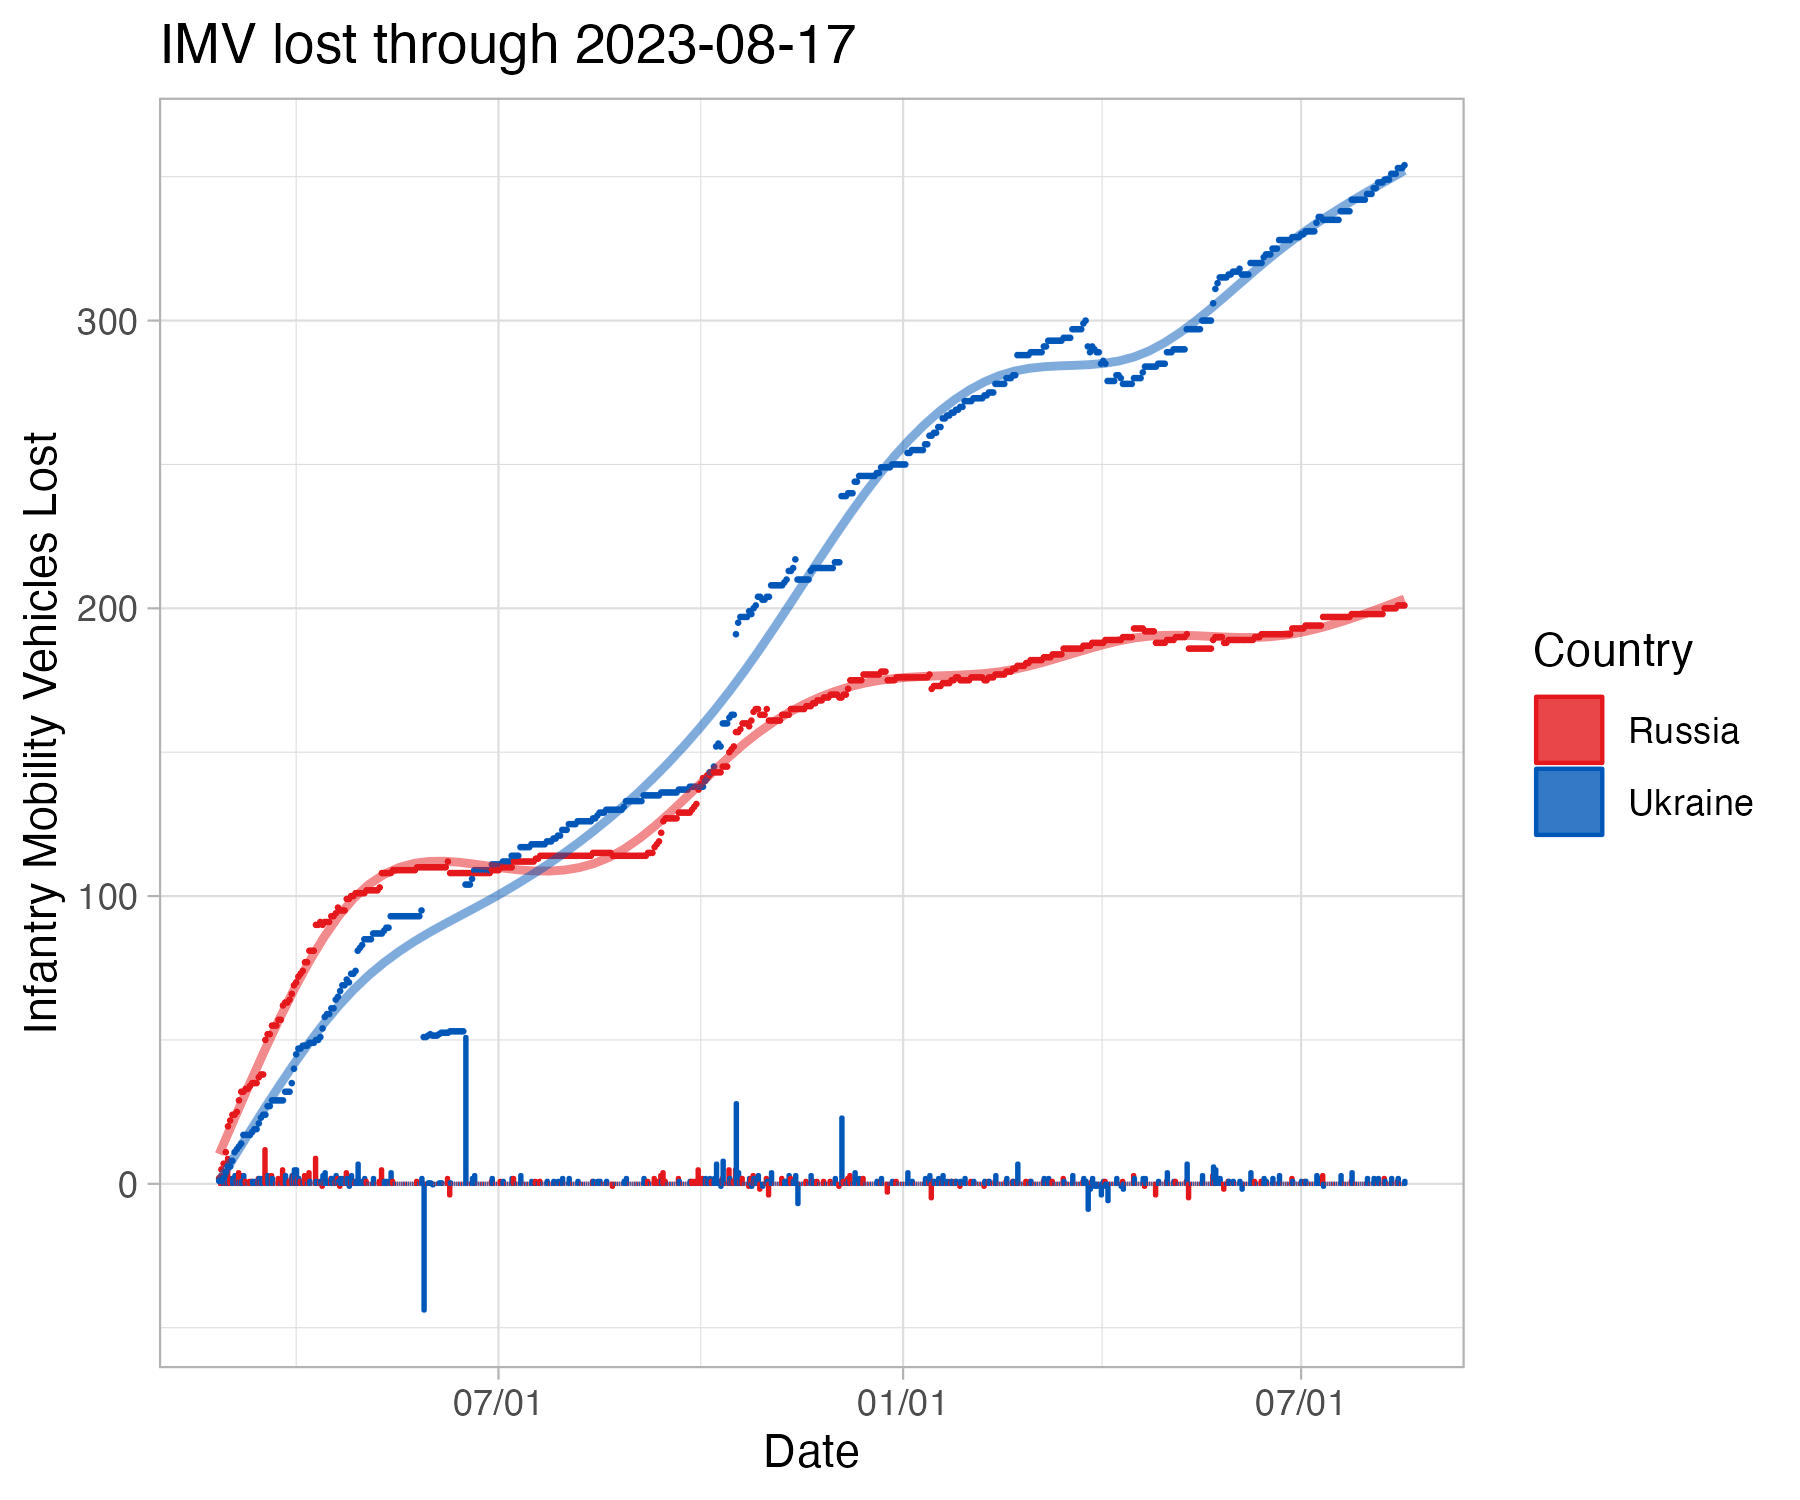 IMV lost through 2023-08-17
Infantry Mobility Vehicles Lost
300
200
100
0
07/01
01/01
07/01
Date
Country
Russia
Ukraine